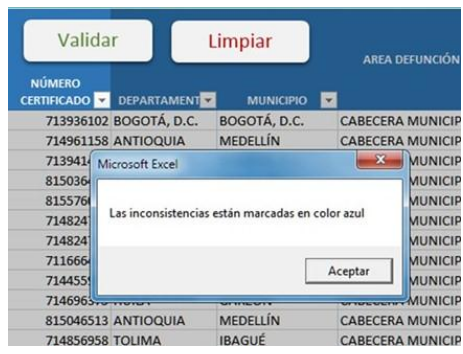 Validar Limpiar
AREA DEFUNCIÓN
NÚMERO
CERTIFICADO DEPARTAMENT MUNICIPIO
713936102 BOGOTÁ, D.C. BOGOTÁ, D.C. CABECERA MUNICIP
714961158 ANTIOQUIA MEDELLÍN CABECERA MUNICIP
Microsoft Excel
Las inconsistencias están marcadas en color azul
Aceptar
815046513 ANTIOQUIA MEDELLÍN CABECERA MUNICIP
714856958 TOLIMA IBAGUÉ CABECERA MUNICIP